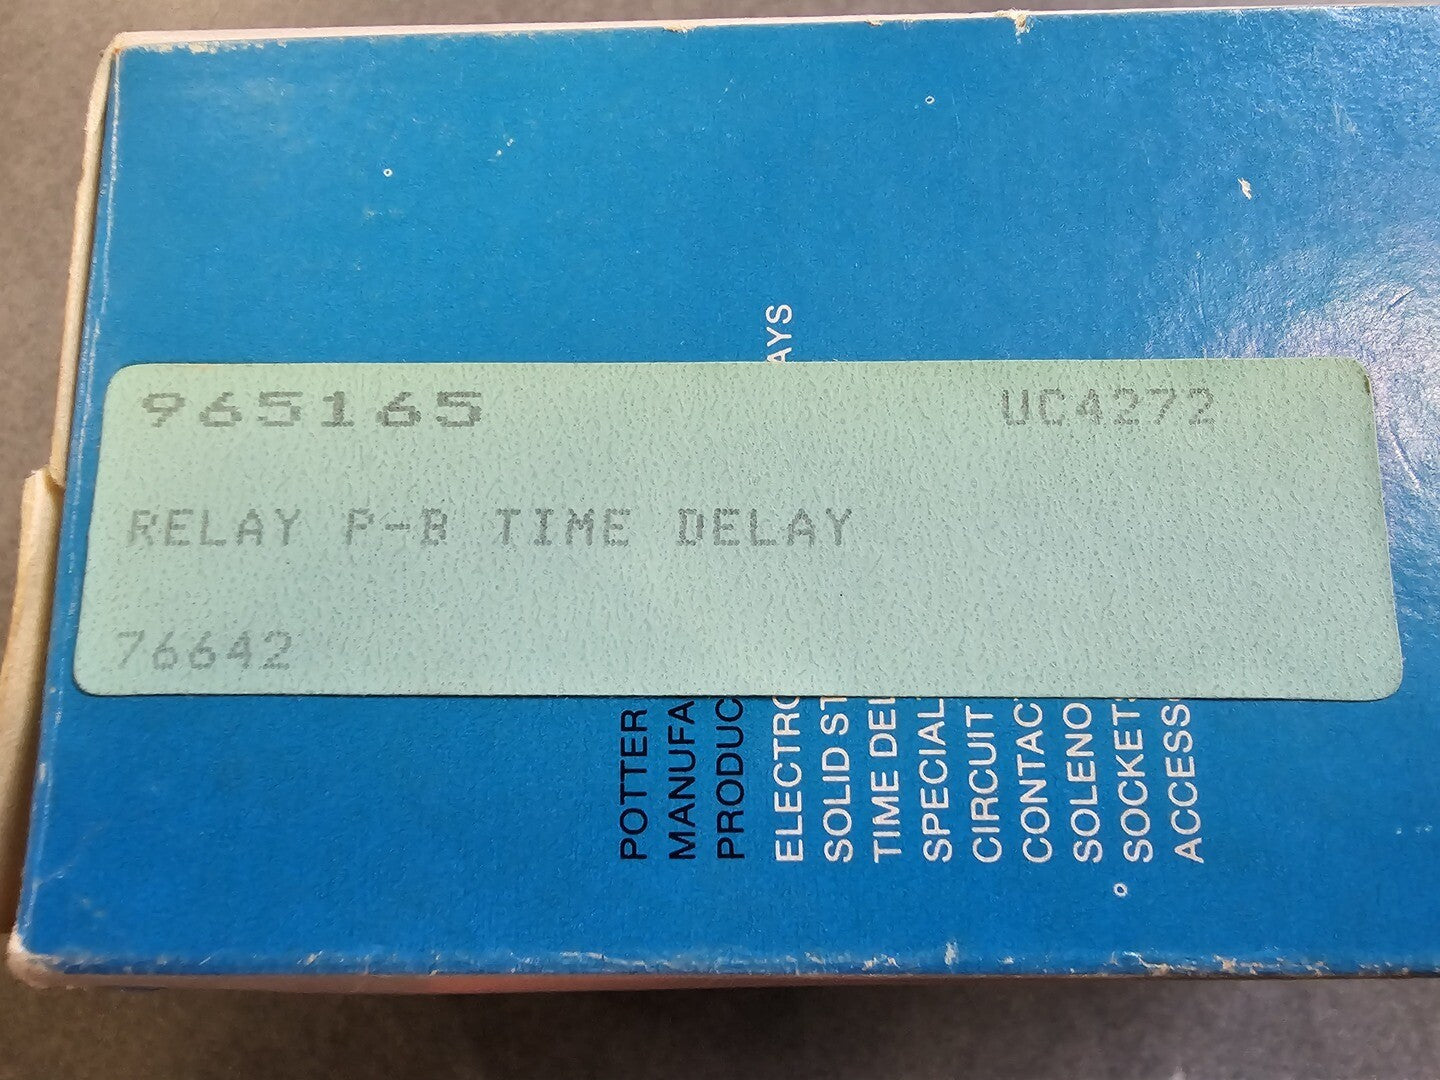 965165 UC4272
RELAY P-B TIME DELAY
76642
POTTER
MANUFA
PRODUC
ELECTRO AYS
SOLID ST
TIME DEL
SPECIAL
CIRCUIT
CONTAC
SOLENO
SOCKET
ACCESS